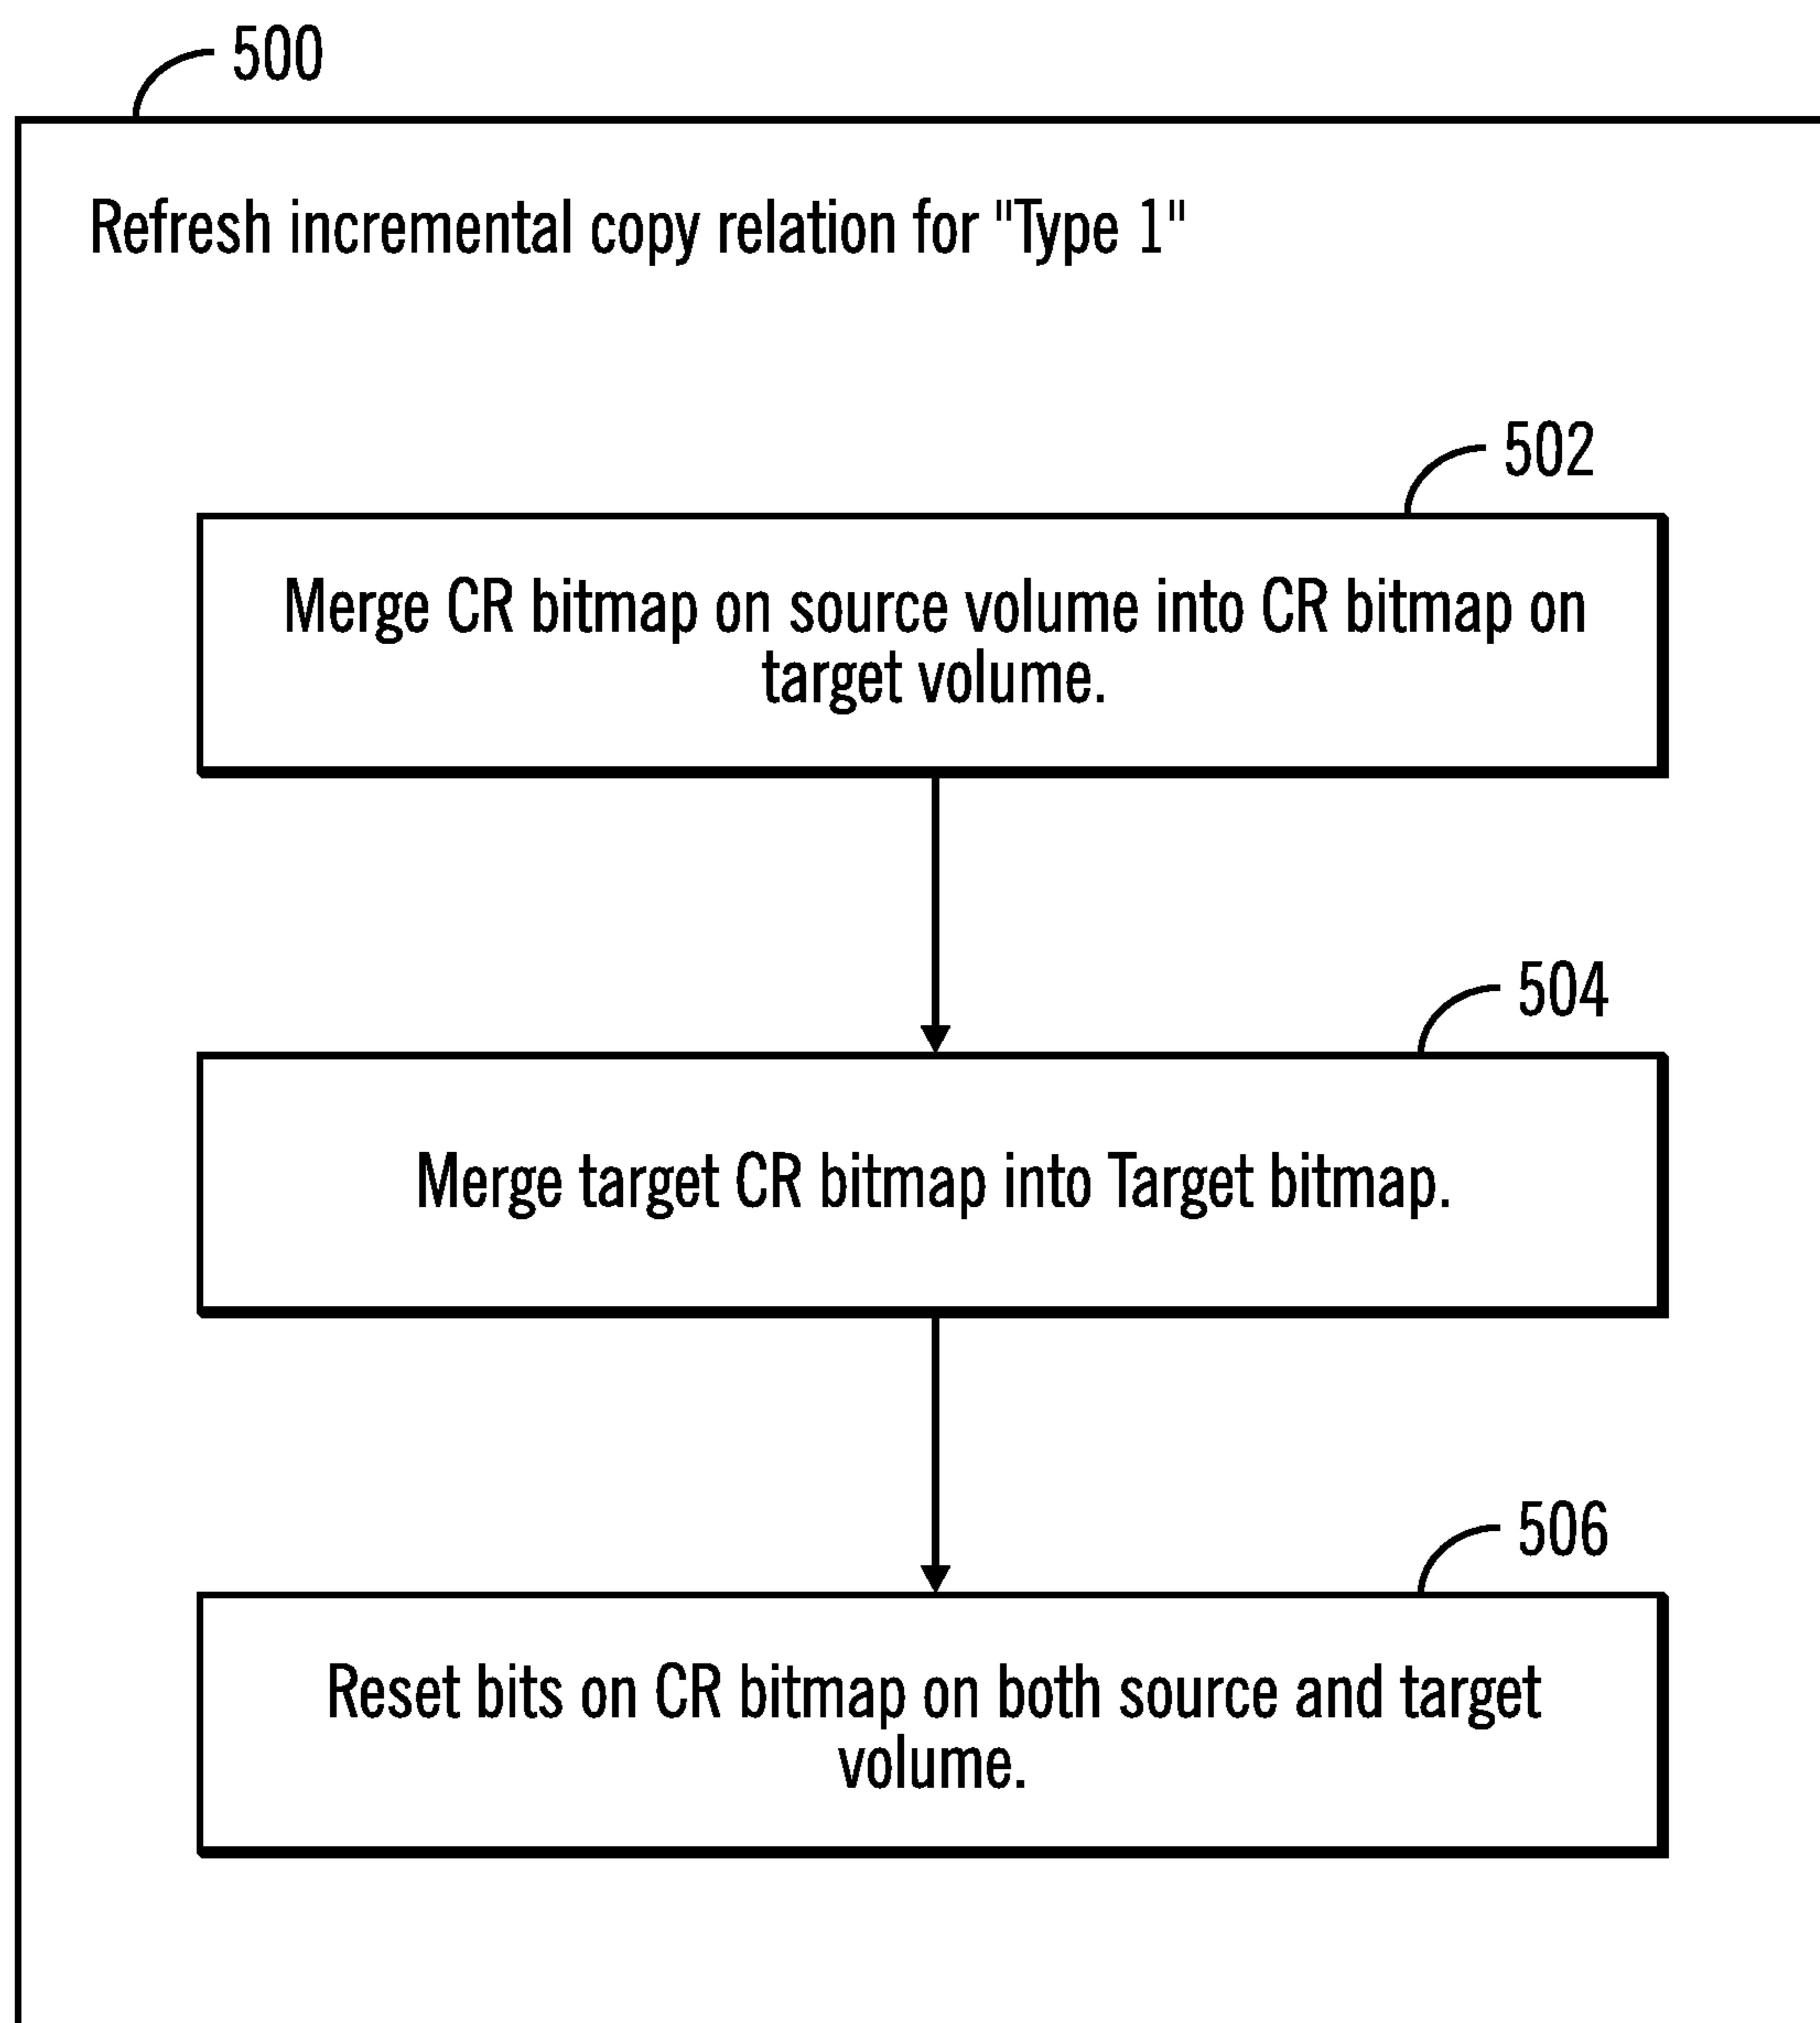 500
Refresh incremental copy relation for "Type 1"
502
Merge CR bitmap on source volume into CR bitmap on
target volume.
504
Merge target CR bitmap into Target bitmap.
506
Reset bits on CR bitmap on both source and target
volume.